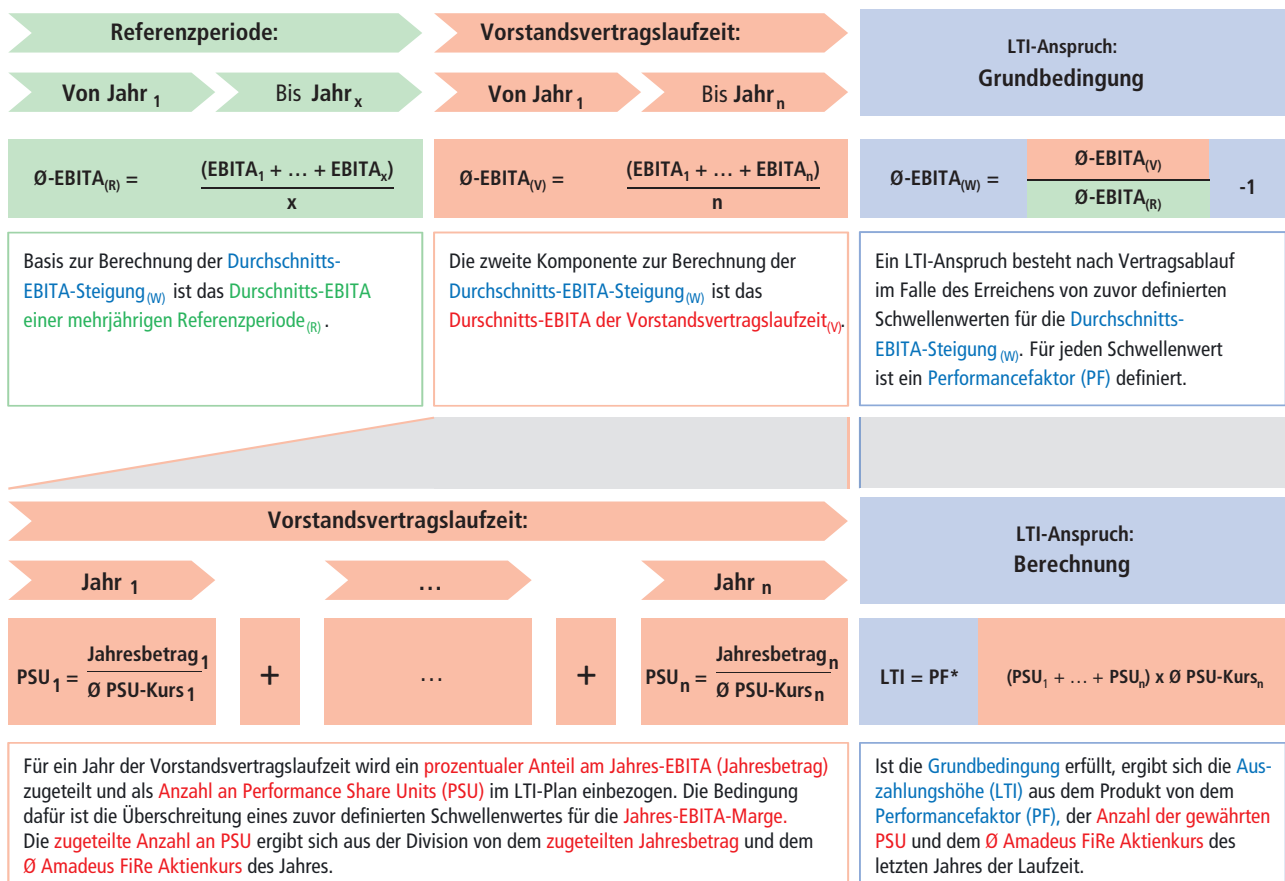 Referenzperiode:
Von Jahr 1
Bis Jahr x
Ø-EBITA(R) =
(EBITA1 + … + EBITAx)
x
Basis zur Berechnung der Durchschnitts-
EBITA-Steigung(W) ist das Durschnitts-EBITA
einer mehrjährigen Referenzperiode(R) .
Vorstandsvertragslaufzeit:
Von Jahr 1
Bis Jahr n
Ø-EBITA(V) =
(EBITA1 + … + EBITAn)
n
Die zweite Komponente zur Berechnung der
Durchschnitts-EBITA-Steigung(W) ist das
Durschnitts-EBITA der Vorstandsvertragslaufzeit(V).
LTI-Anspruch:
Grundbedingung
Ø-EBITA(W) =
Ø-EBITA(V)
Ø-EBITA(R)
-1
Ein LTI-Anspruch besteht nach Vertragsablauf
im Falle des Erreichens von zuvor definierten
Schwellenwerten für die Durchschnitts-
EBITA-Steigung (W). Für jeden Schwellenwert
ist ein Performancefaktor (PF) definiert.
Vorstandsvertragslaufzeit:
Jahr 1
…
Jahr n
PSU1 =
Jahresbetrag1
Ø PSU-Kurs1
+
…
+
PSUn =
Jahresbetragn
Ø PSU-Kursn
Für ein Jahr der Vorstandsvertragslaufzeit wird ein prozentualer Anteil am Jahres-EBITA (Jahresbetrag)
zugeteilt und als Anzahl an Performance Share Units (PSU) im LTI-Plan einbezogen. Die Bedingung
dafür ist die Überschreitung eines zuvor definierten Schwellenwertes für die Jahres-EBITA-Marge.
Die zugeteilte Anzahl an PSU ergibt sich aus der Division von dem zugeteilten Jahresbetrag und dem
Ø Amadeus FiRe Aktienkurs des Jahres.
LTI-Anspruch:
Berechnung
LTI = PF*
(PSU1 + … + PSUn) x Ø PSU-Kursn
Ist die Grundbedingung erfüllt, ergibt sich die Aus-
zahlungshöhe (LTI) aus dem Produkt von dem
Performancefaktor (PF), der Anzahl der gewährten
PSU und dem Ø Amadeus FiRe Aktienkurs des
letzten Jahres der Laufzeit.